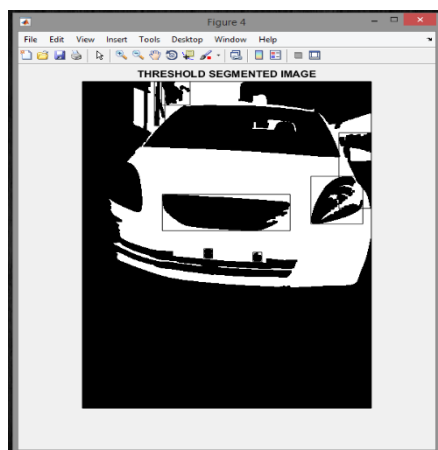 Figure 4
File Edit View Insert Tools Desktop Window Help
THRESHOLD SEGMENTED IMAGE